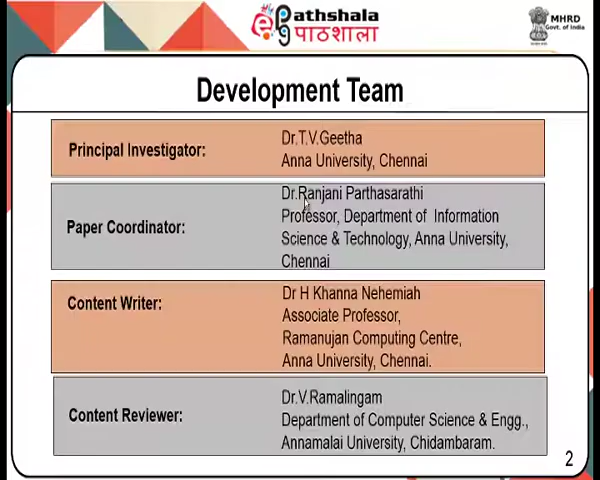 Pathshala
पाठशाला
MHRD
Govt. of India
Development Team
Principal Investigator:
Dr.T.V.Geetha
Anna University, Chennai
Paper Coordinator:
Dr.Ranjani Parthasarathi
Professor, Department of Information
Science & Technology, Anna University,
Chennai
Content Writer:
Dr H Khanna Nehemiah
Associate Professor,
Ramanujan Computing Centre,
Anna University, Chennai.
Content Reviewer:
Dr.V.Ramalingam
Department of Computer Science & Engg.,
Annamalai University, Chidambaram.
2